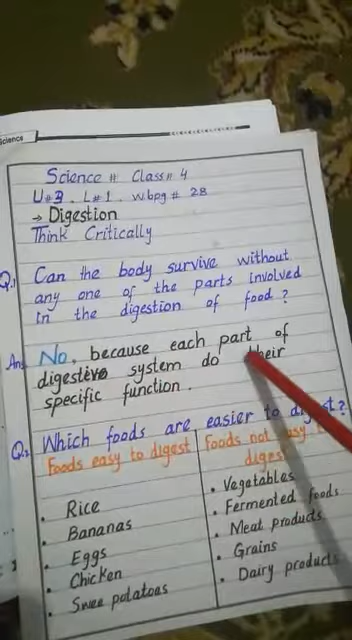 Science
Science # Class # 4
U#3. L#1. w.bpg # 28
→ Digestion
Think Critically
Q.1 Can the body survive without
any one of the parts involved
in the digestion of food?
Ans No, because each part of
digestive system do their
specific function.
Q.2 Which foods are easier to digest?
Foods easy to digest
Foods not easy
digest
. Rice
. Bananas
. Eggs
. Chicken
. Swee potatoes
. Vegetables
. Fermented foods
. Meat products
. Grains
. Dairy products